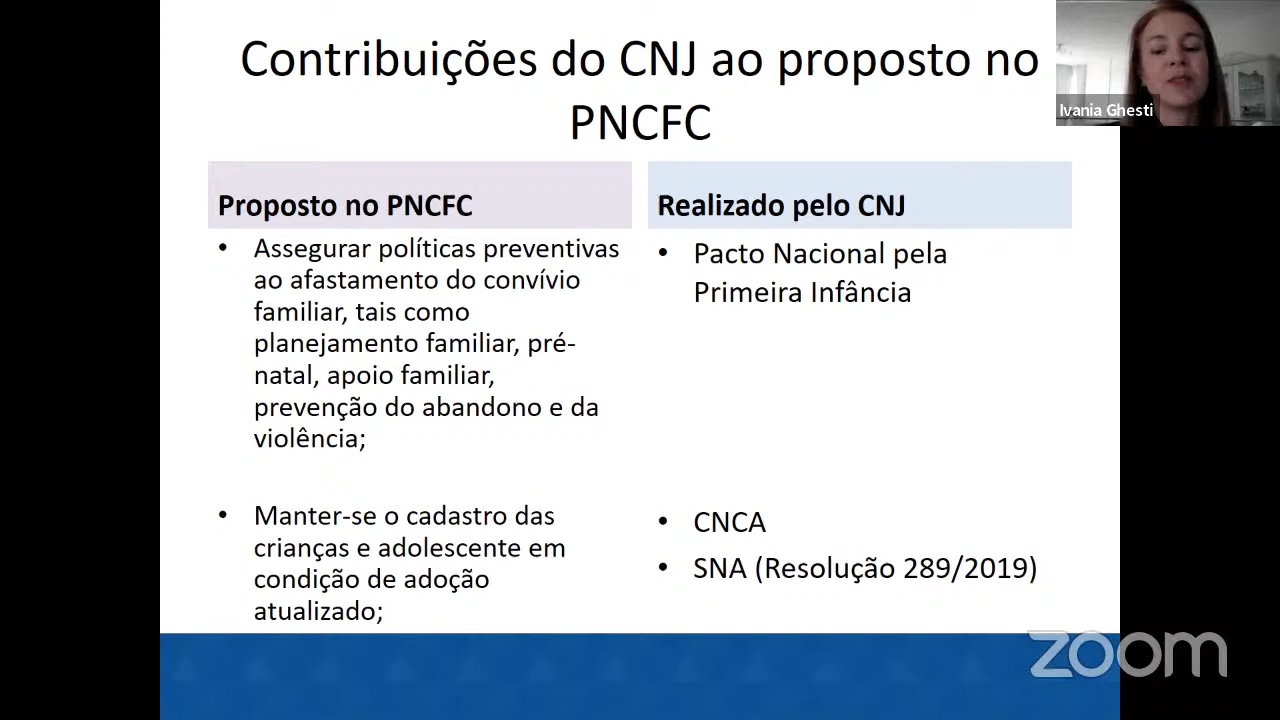 Contribuições do CNJ ao proposto no
PNCFC
Ivania Ghesti
Proposto no PNCFC
• Assegurar políticas preventivas
ao afastamento do convívio
familiar, tais como
planejamento familiar, pré-
natal, apoio familiar,
prevenção do abandono e da
violência;
• Manter-se o cadastro das
crianças e adolescente em
condição de adoção
atualizado;
Realizado pelo CNJ
• Pacto Nacional pela
Primeira Infância
• CNCA
• SNA (Resolução 289/2019)
zoom